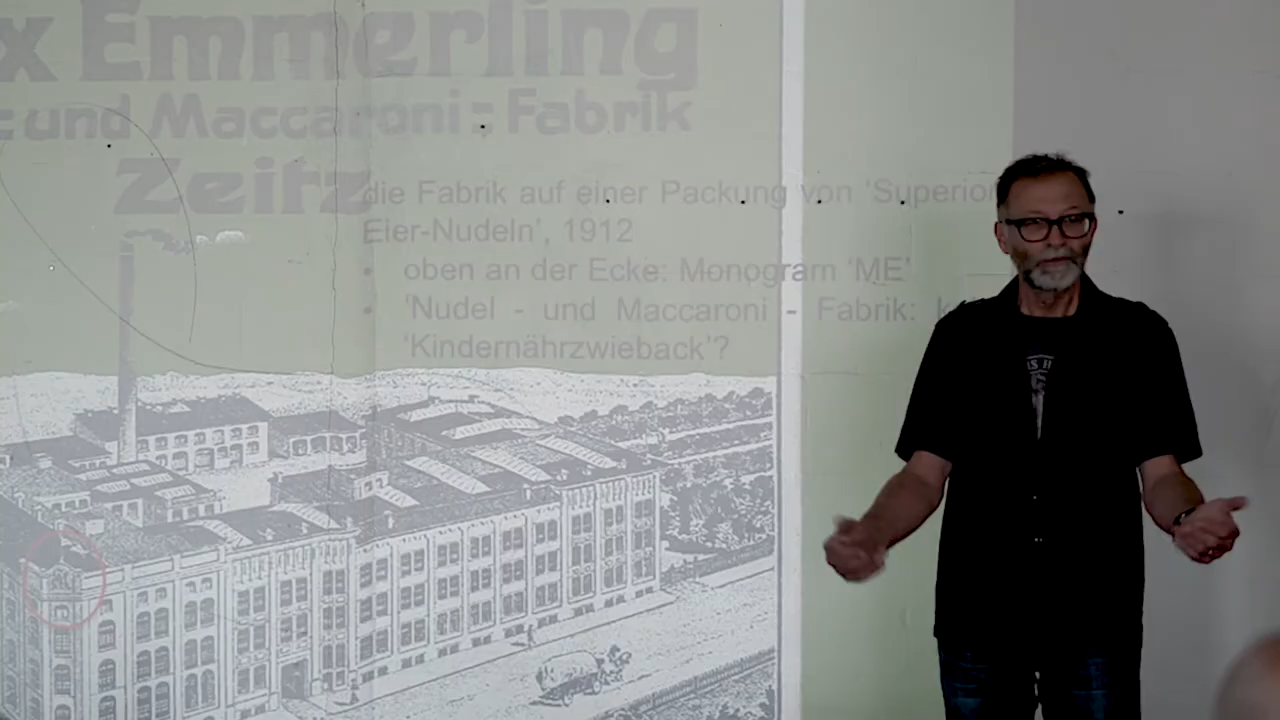 x Emmerling
: und Maccaroni : Fabrik
Zeitz
die Fabrik auf einer Packung von 'Superior
Eier-Nudeln', 1912
• oben an der Ecke: Monogram 'ME'
• 'Nudel - und Maccaroni - Fabrik:
'Kindernährzwieback'?